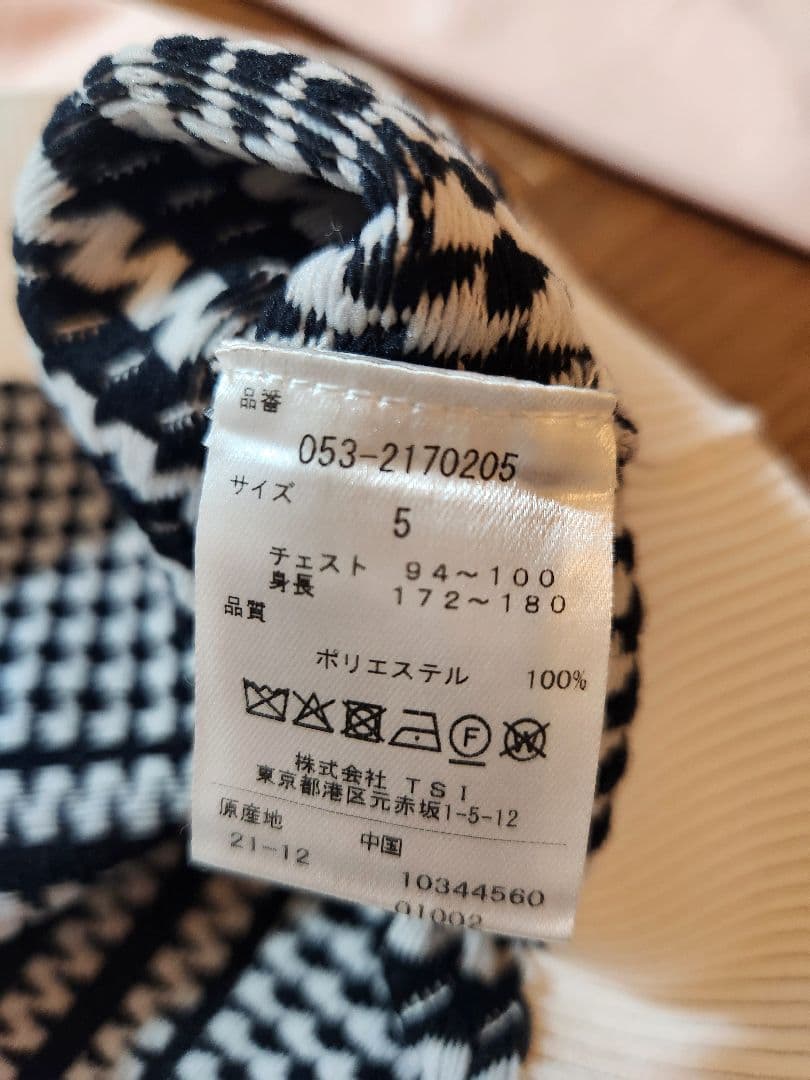 品番
053-2170205
サイズ
5
チェスト 94～100
身長 172～180
品質
ポリエステル 100%
F W
株式会社 TSI
東京都港区元赤坂1-5-12
原産地 中国
21-12
10344560
01002